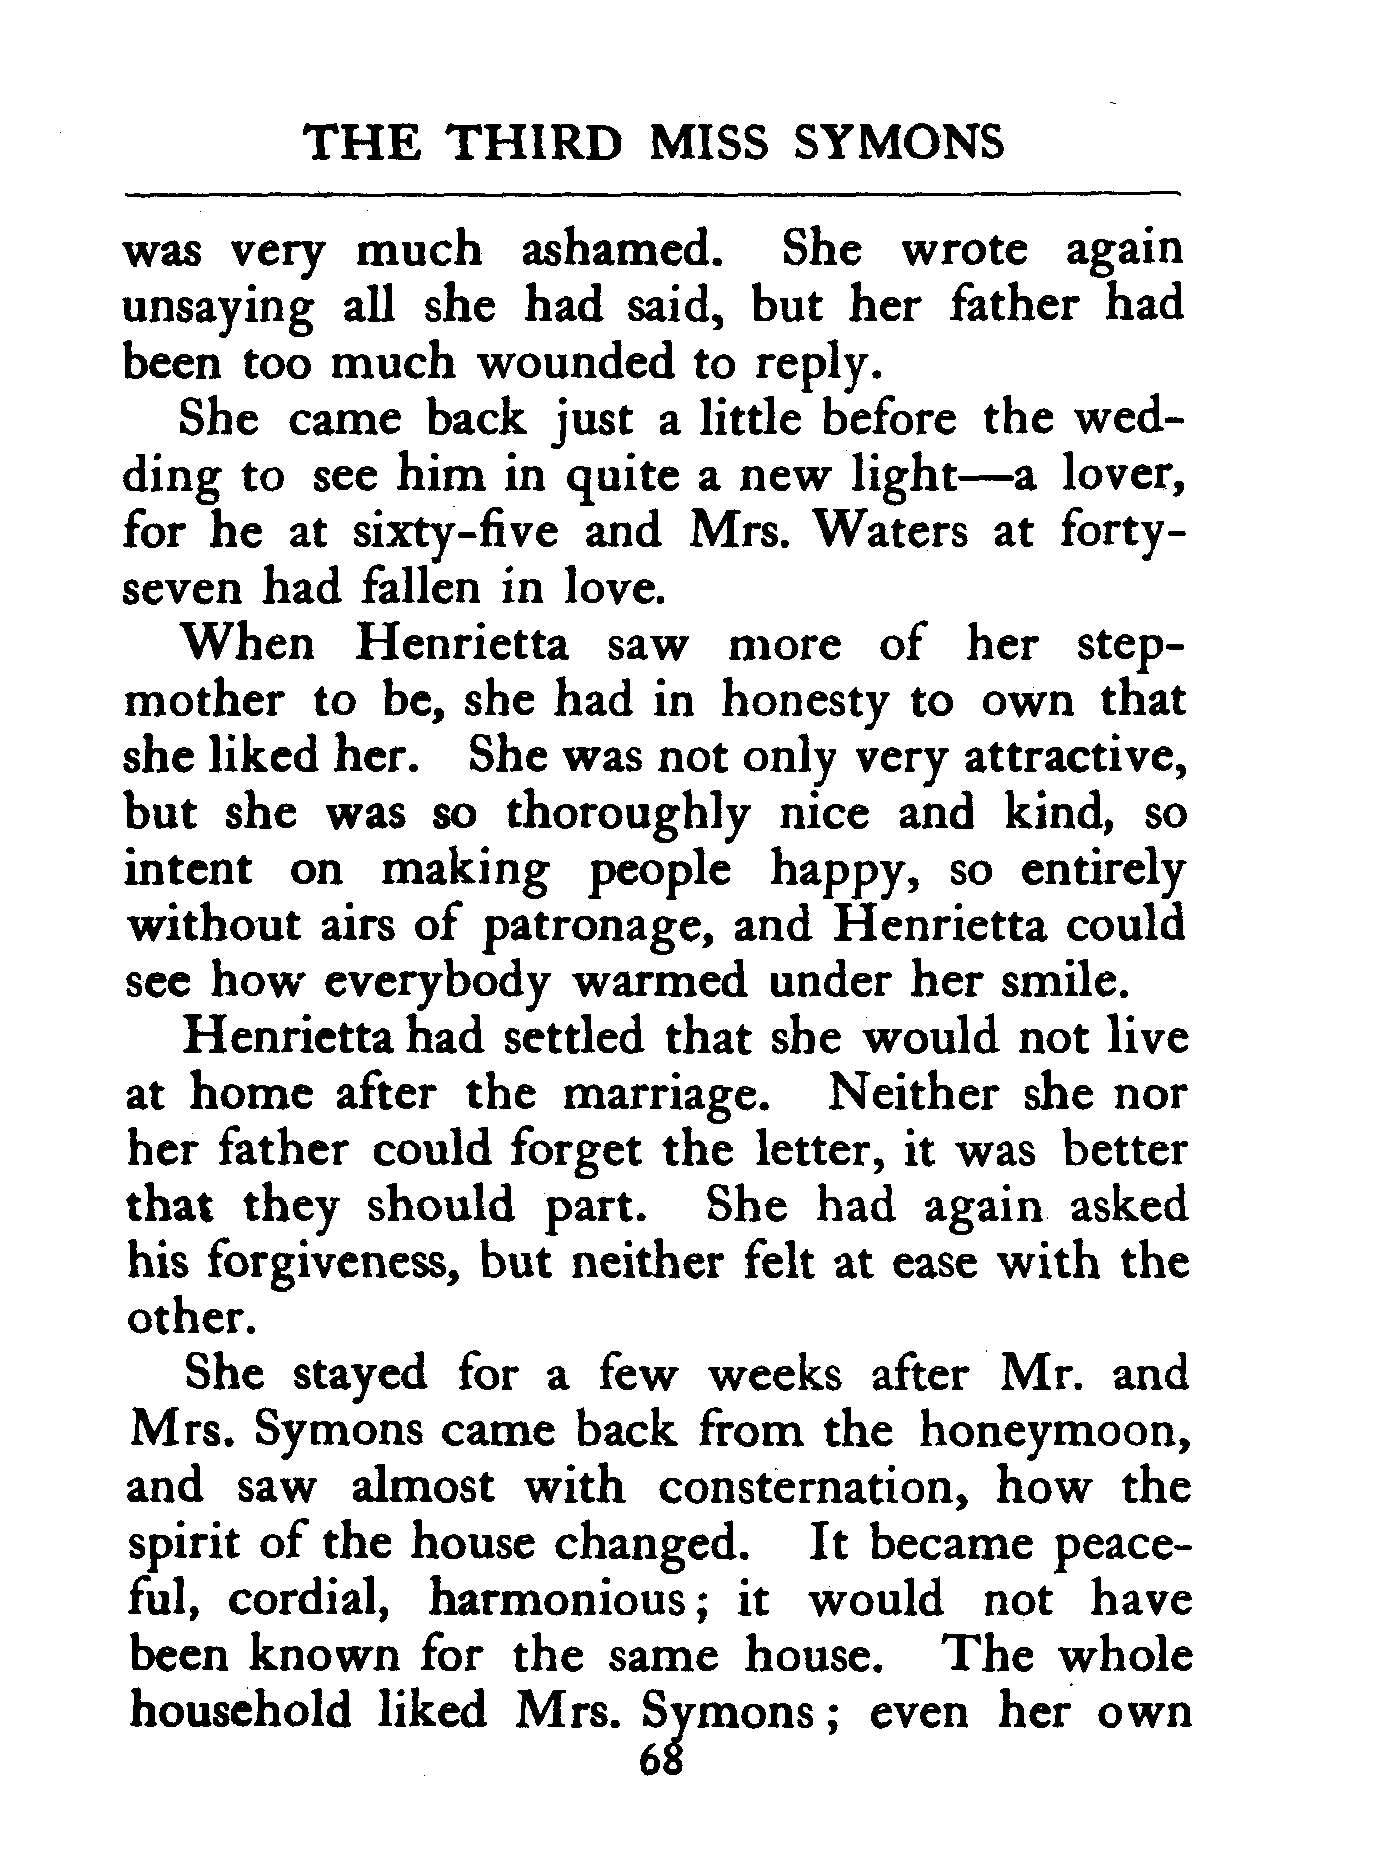 THE THIRD MISS SYMONS
was very much ashamed. She wrote again
unsaying all she had said, but her father had
been too much wounded to reply.
She came back just a little before the wed-
ding to see him in quite a new light—a lover,
for he at sixty-five and Mrs. Waters at forty-
seven had fallen in love.
When Henrietta saw more of her step-
mother to be, she had in honesty to own that
she liked her. She was not only very attractive,
but she was so thoroughly nice and kind, so
intent on making people happy, so entirely
without airs of patronage, and Henrietta could
see how everybody warmed under her smile.
Henrietta had settled that she would not live
at home after the marriage. Neither she nor
her father could forget the letter, it was better
that they should part. She had again asked
his forgiveness, but neither felt at ease with the
other.
She stayed for a few weeks after Mr. and
Mrs. Symons came back from the honeymoon,
and saw almost with consternation, how the
spirit of the house changed. It became peace-
ful, cordial, harmonious; it would not have
been known for the same house. The whole
household liked Mrs. Symons; even her own
68